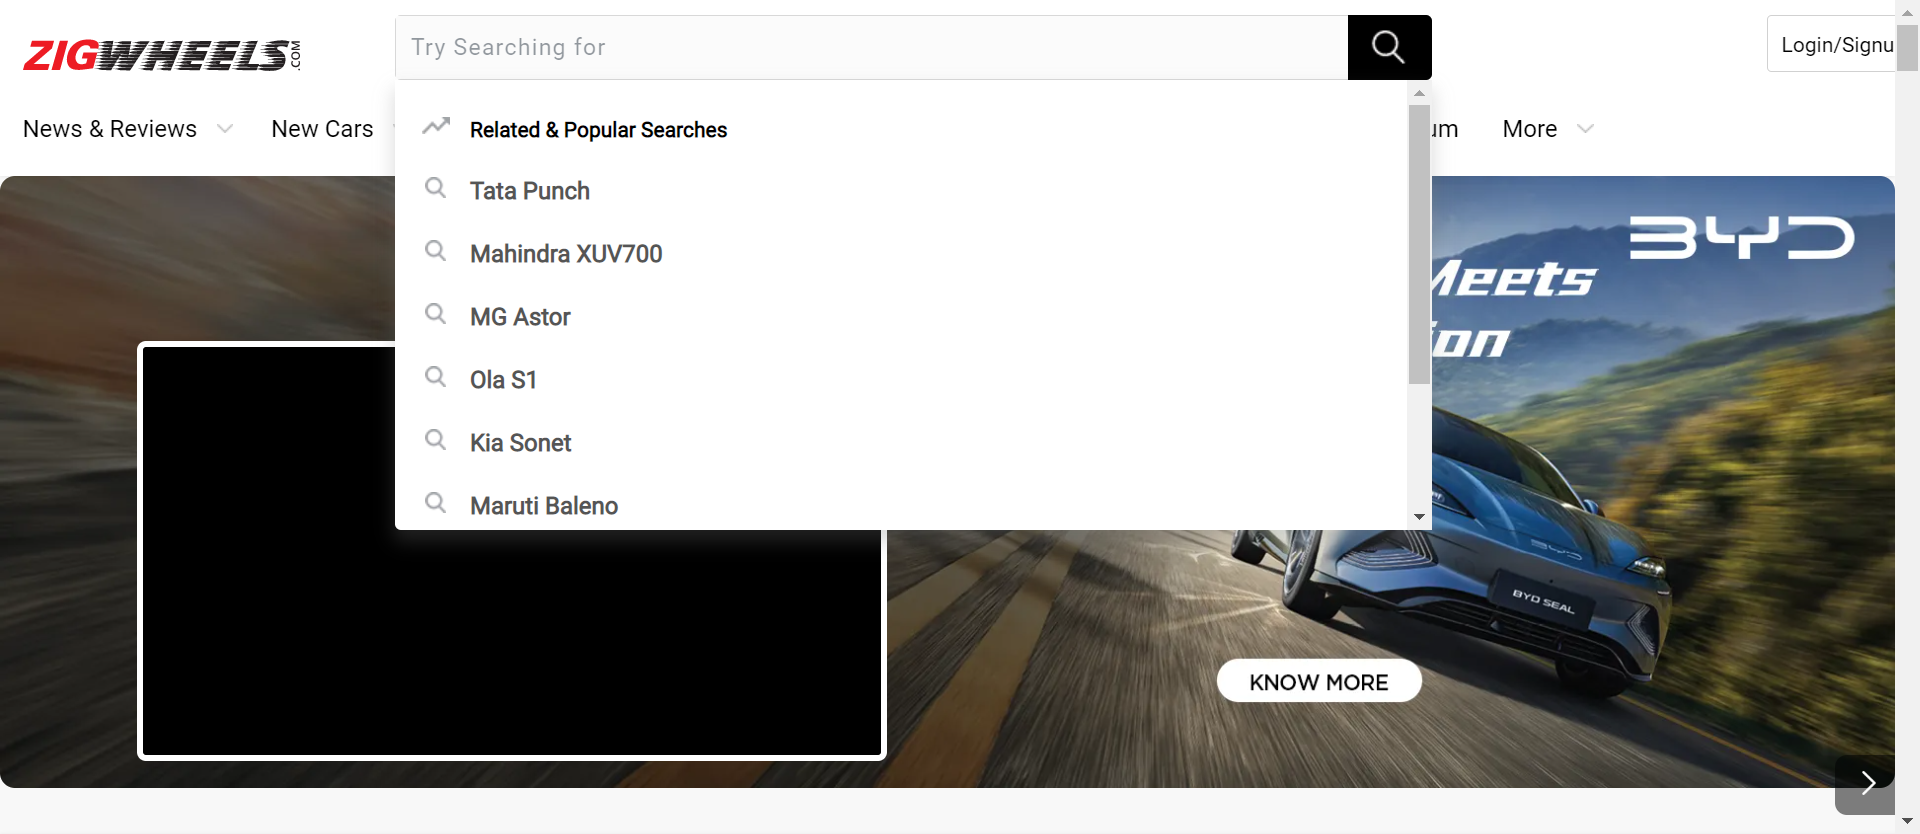 ZIGWHEELS.COM
Try Searching for
Login/Signu
News & Reviews
New Cars
um
More
Related & Popular Searches
Tata Punch
Mahindra XUV700
MG Astor
Ola S1
Kia Sonet
Maruti Baleno
BYD
Meets
ion
BYD
BYD SEAL
KNOW MORE